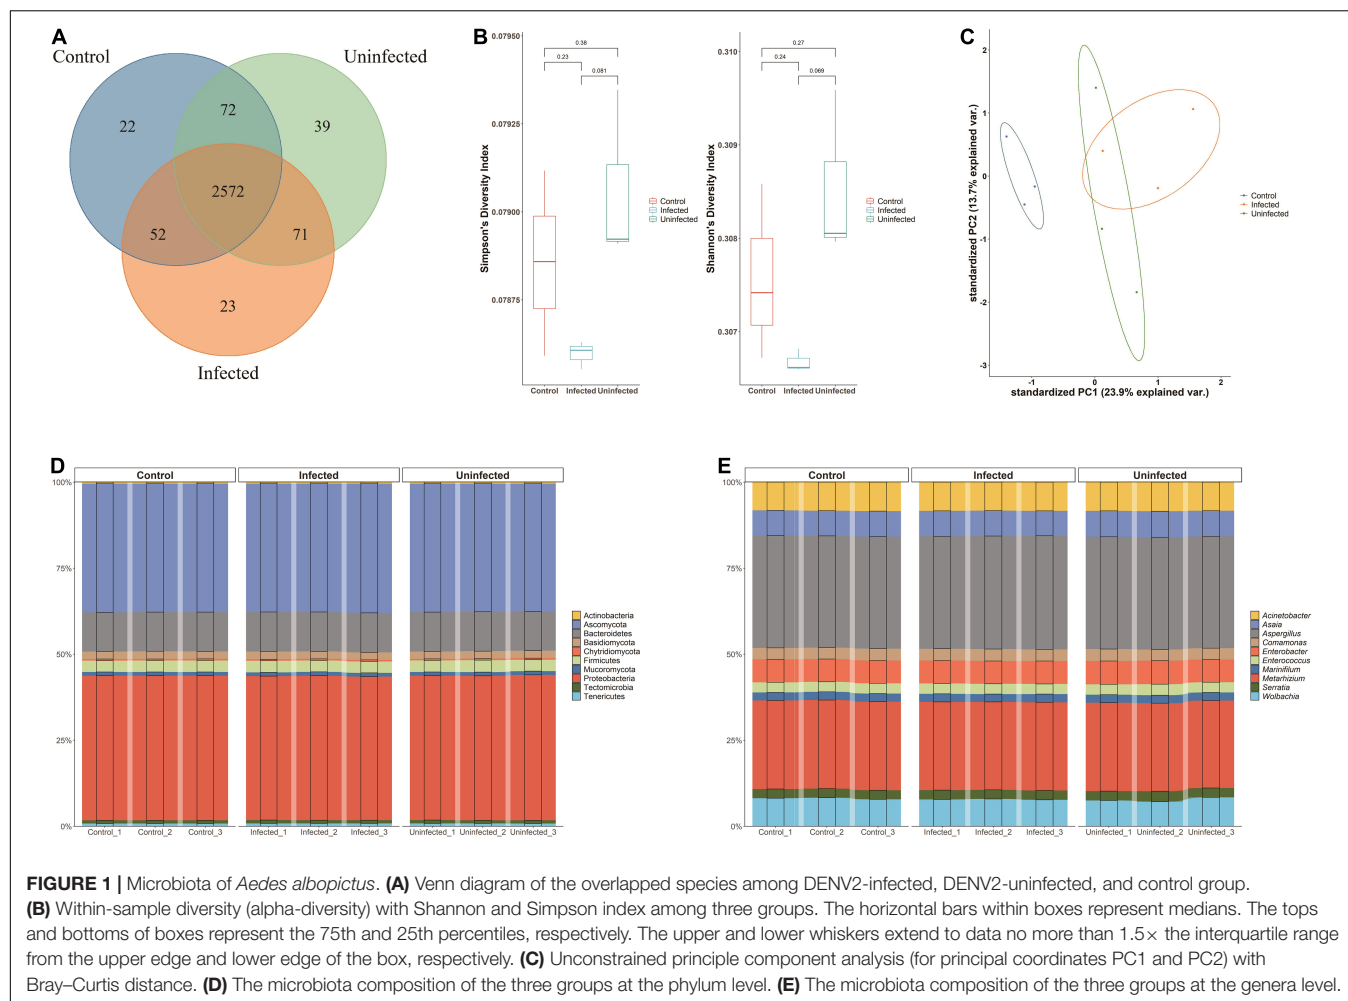 A
Control
Uninfected
22
72
39
2572
52
71
23
Infected
B
0.07950
0.07925
0.07900
0.07875
Simpson's Diversity Index
0.38
0.23
0.081
Control
Infected
Uninfected
Control Infected Uninfected
0.310
0.309
0.308
0.307
Shannon's Diversity Index
0.27
0.24
0.069
Control
Infected
Uninfected
Control Infected Uninfected
C
2
1
0
-1
-2
-3
standardized PC2 (13.7% explained var.)
-1 0 1 2
standardized PC1 (23.9% explained var.)
Control
Infected
Uninfected
D
Control Infected Uninfected
100%
75%
50%
25%
0%
Control_1 Control_2 Control_3 Infected_1 Infected_2 Infected_3 Uninfected_1 Uninfected_2 Uninfected_3
Actinobacteria
Ascomycota
Bacteroidetes
Basidiomycota
Chytridiomycota
Firmicutes
Mucoromycota
Proteobacteria
Tectomicrobia
Tenericutes
E
Control Infected Uninfected
100%
75%
50%
25%
0%
Control_1 Control_2 Control_3 Infected_1 Infected_2 Infected_3 Uninfected_1 Uninfected_2 Uninfected_3
Acinetobacter
Asaia
Aspergillus
Comamonas
Enterobacter
Enterococcus
Marinifilum
Metarhizium
Serratia
Wolbachia
FIGURE 1 | Microbiota of Aedes albopictus. (A) Venn diagram of the overlapped species among DENV2-infected, DENV2-uninfected, and control group.
(B) Within-sample diversity (alpha-diversity) with Shannon and Simpson index among three groups. The horizontal bars within boxes represent medians. The tops
and bottoms of boxes represent the 75th and 25th percentiles, respectively. The upper and lower whiskers extend to data no more than 1.5× the interquartile range
from the upper edge and lower edge of the box, respectively. (C) Unconstrained principle component analysis (for principal coordinates PC1 and PC2) with
Bray–Curtis distance. (D) The microbiota composition of the three groups at the phylum level. (E) The microbiota composition of the three groups at the genera level.